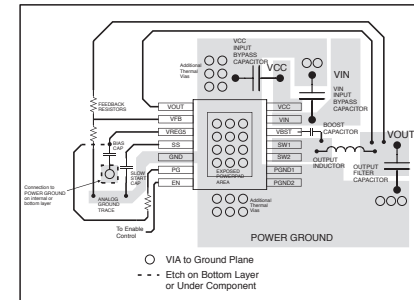 VCC
INPUT
BYPASS
CAPACITOR
Additional
Thermal
Vias
VCC
VIN
VIN
INPUT
BYPASS
CAPACITOR
FEEDBACK
RESISTORS
VOUT
VFB
VREG5
SS
GND
PG
EN
VCC
VIN
VBST
SW1
SW2
PGND1
PGND2
BOOST
CAPACITOR
VOUT
BIAS
CAP
SLOW
START
CAP
EXPOSED
POWERPAD
AREA
OUTPUT
INDUCTOR
OUTPUT
FILTER
CAPACITOR
Connection to
POWER GROUND
on internal or
bottom layer
ANALOG
GROUND
TRACE
Additional
Thermal
Vias
To Enable
Control
POWER GROUND
VIA to Ground Plane
Etch on Bottom Layer
or Under Component